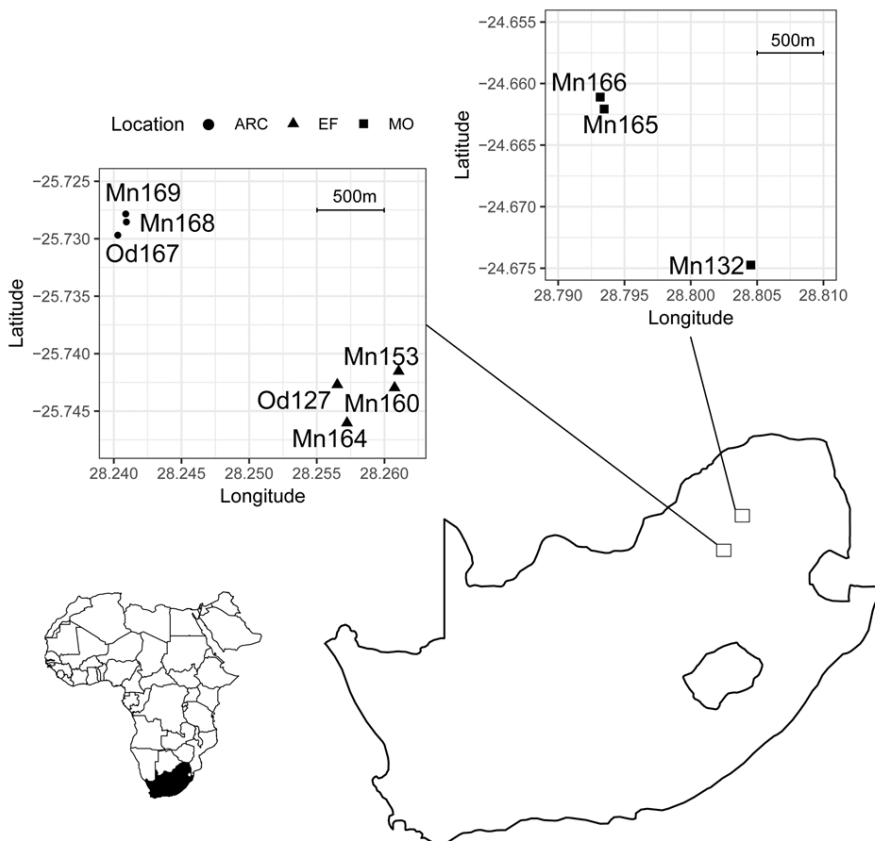 Location ARC EF MO
Latitude
−25.725
−25.730
−25.735
−25.740
−25.745
Mn169
Mn168
Od167
500m
Mn153
Od127
Mn160
Mn164
28.240 28.245 28.250 28.255 28.260
Longitude
Latitude
−24.655
−24.660
−24.665
−24.670
−24.675
500m
Mn166
Mn165
Mn132
28.790 28.795 28.800 28.805 28.810
Longitude